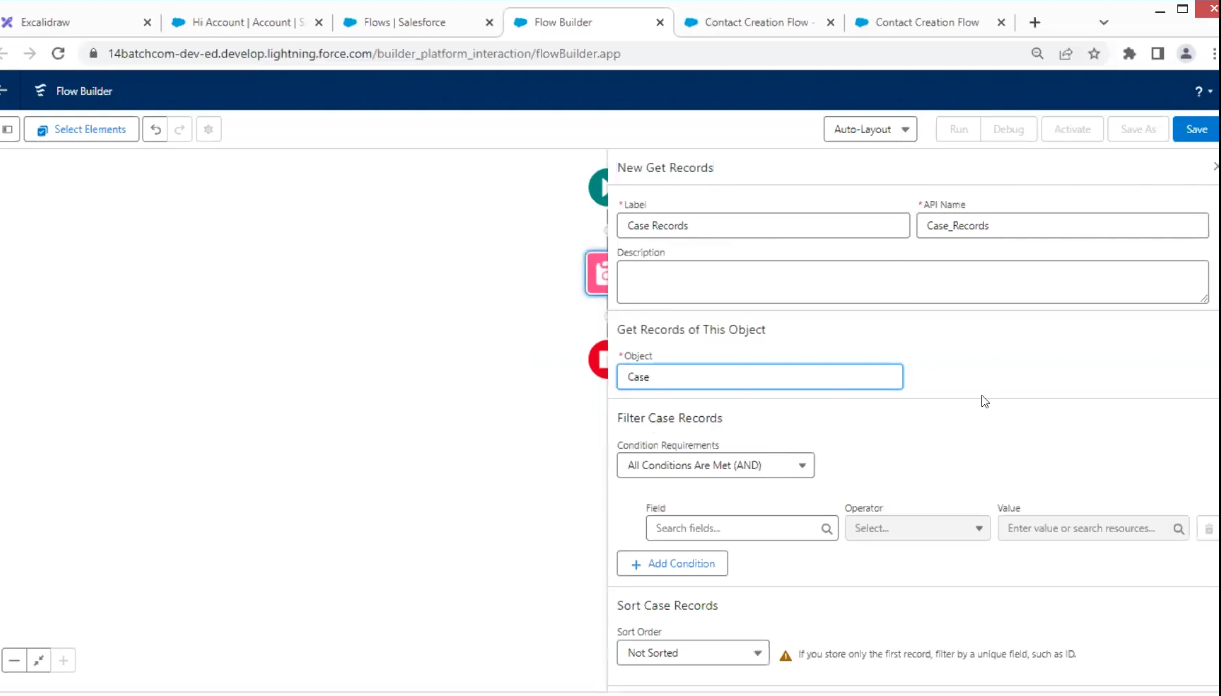 Excalidraw
Hi Account | Account | S
Flows | Salesforce
Flow Builder
Contact Creation Flow -
Contact Creation Flow
14batchcom-dev-ed.develop.lightning.force.com/builder_platform_interaction/flowBuilder.app
Flow Builder
?
Select Elements
Auto-Layout
Run
Debug
Activate
Save As
Save
New Get Records
*Label
*API Name
Case Records
Case_Records
Description
Get Records of This Object
*Object
Case
Filter Case Records
Condition Requirements
All Conditions Are Met (AND)
Field
Operator
Value
Search fields...
Select...
Enter value or search resources...
+ Add Condition
Sort Case Records
Sort Order
Not Sorted
If you store only the first record, filter by a unique field, such as ID.